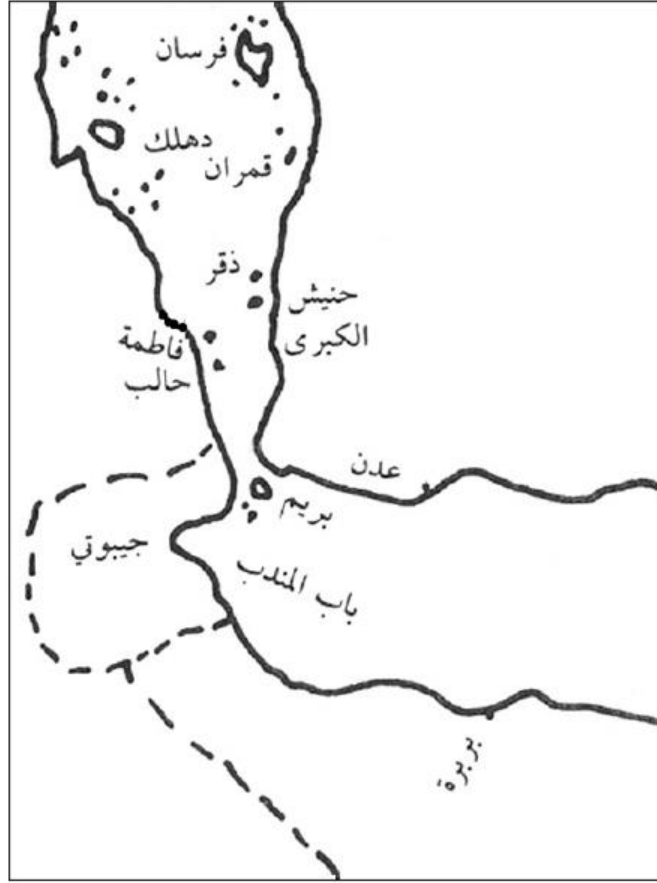 فرسان
دهلك
قمران
ذقر
حنيش
الكبرى
فاطمة
حالب
عدن
بريم
جيبوتي
باب المندب
بربرة